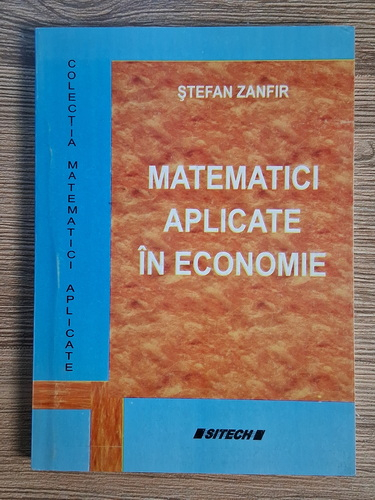 COLECȚIA MATEMATICI APLICATE
ȘTEFAN ZANFIR
MATEMATICI
APLICATE
ÎN ECONOMIE
SITECH